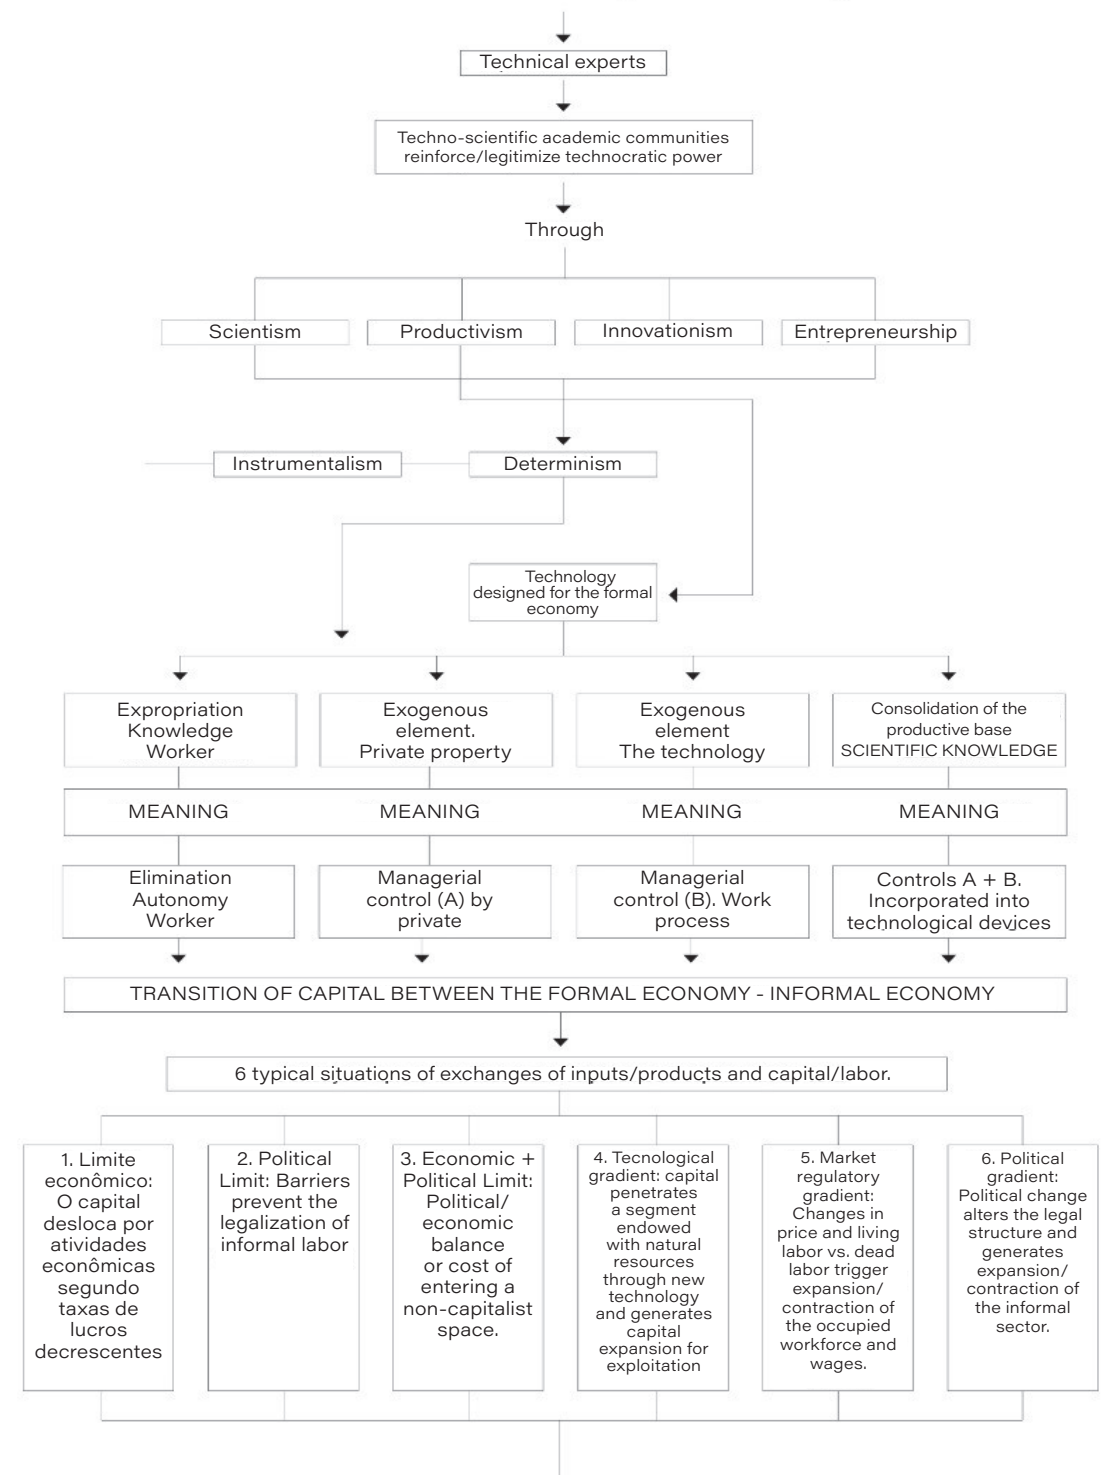 Technical experts
Techno-scientific academic communities
reinforce/legitimize technocratic power
Through
Scientism
Productivism
Innovationism
Entrepreneurship
Instrumentalism
Determinism
Technology
designed for the formal
economy
Expropriation
Knowledge
Worker
Exogenous
element.
Private property
Exogenous
element
The technology
Consolidation of the
productive base
SCIENTIFIC KNOWLEDGE
MEANING
MEANING
MEANING
MEANING
Elimination
Autonomy
Worker
Managerial
control (A) by
private
Managerial
control (B). Work
process
Controls A + B.
Incorporated into
technological devices
TRANSITION OF CAPITAL BETWEEN THE FORMAL ECONOMY - INFORMAL ECONOMY
6 typical situations of exchanges of inputs/products and capital/labor.
1. Limite
econômico:
O capital
desloca por
atividades
econômicas
segundo
taxas de
lucros
decrescentes
2. Political
Limit: Barriers
prevent the
legalization of
informal labor
3. Economic +
Political Limit:
Political/
economic
balance
or cost of
entering a
non-capitalist
space.
4. Tecnological
gradient: capital
penetrates
a segment
endowed
with natural
resources
through new
technology
and generates
capital
expansion for
exploitation
5. Market
regulatory
gradient:
Changes in
price and living
labor vs. dead
labor trigger
expansion/
contraction of
the occupied
workforce and
wages.
6. Political
gradient:
Political change
alters the legal
structure and
generates
expansion/
contraction of
the informal
sector.